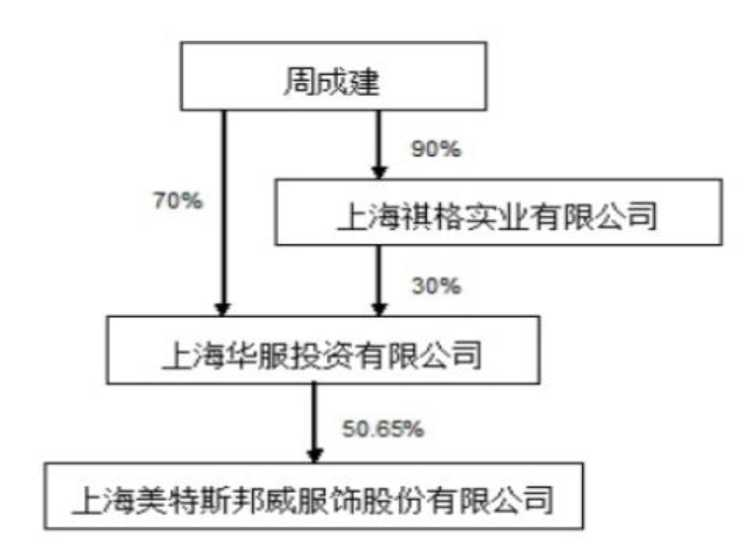 周成建
90%
70%
上海祺格实业有限公司
30%
上海华服投资有限公司
50.65%
上海美特斯邦威服饰股份有限公司